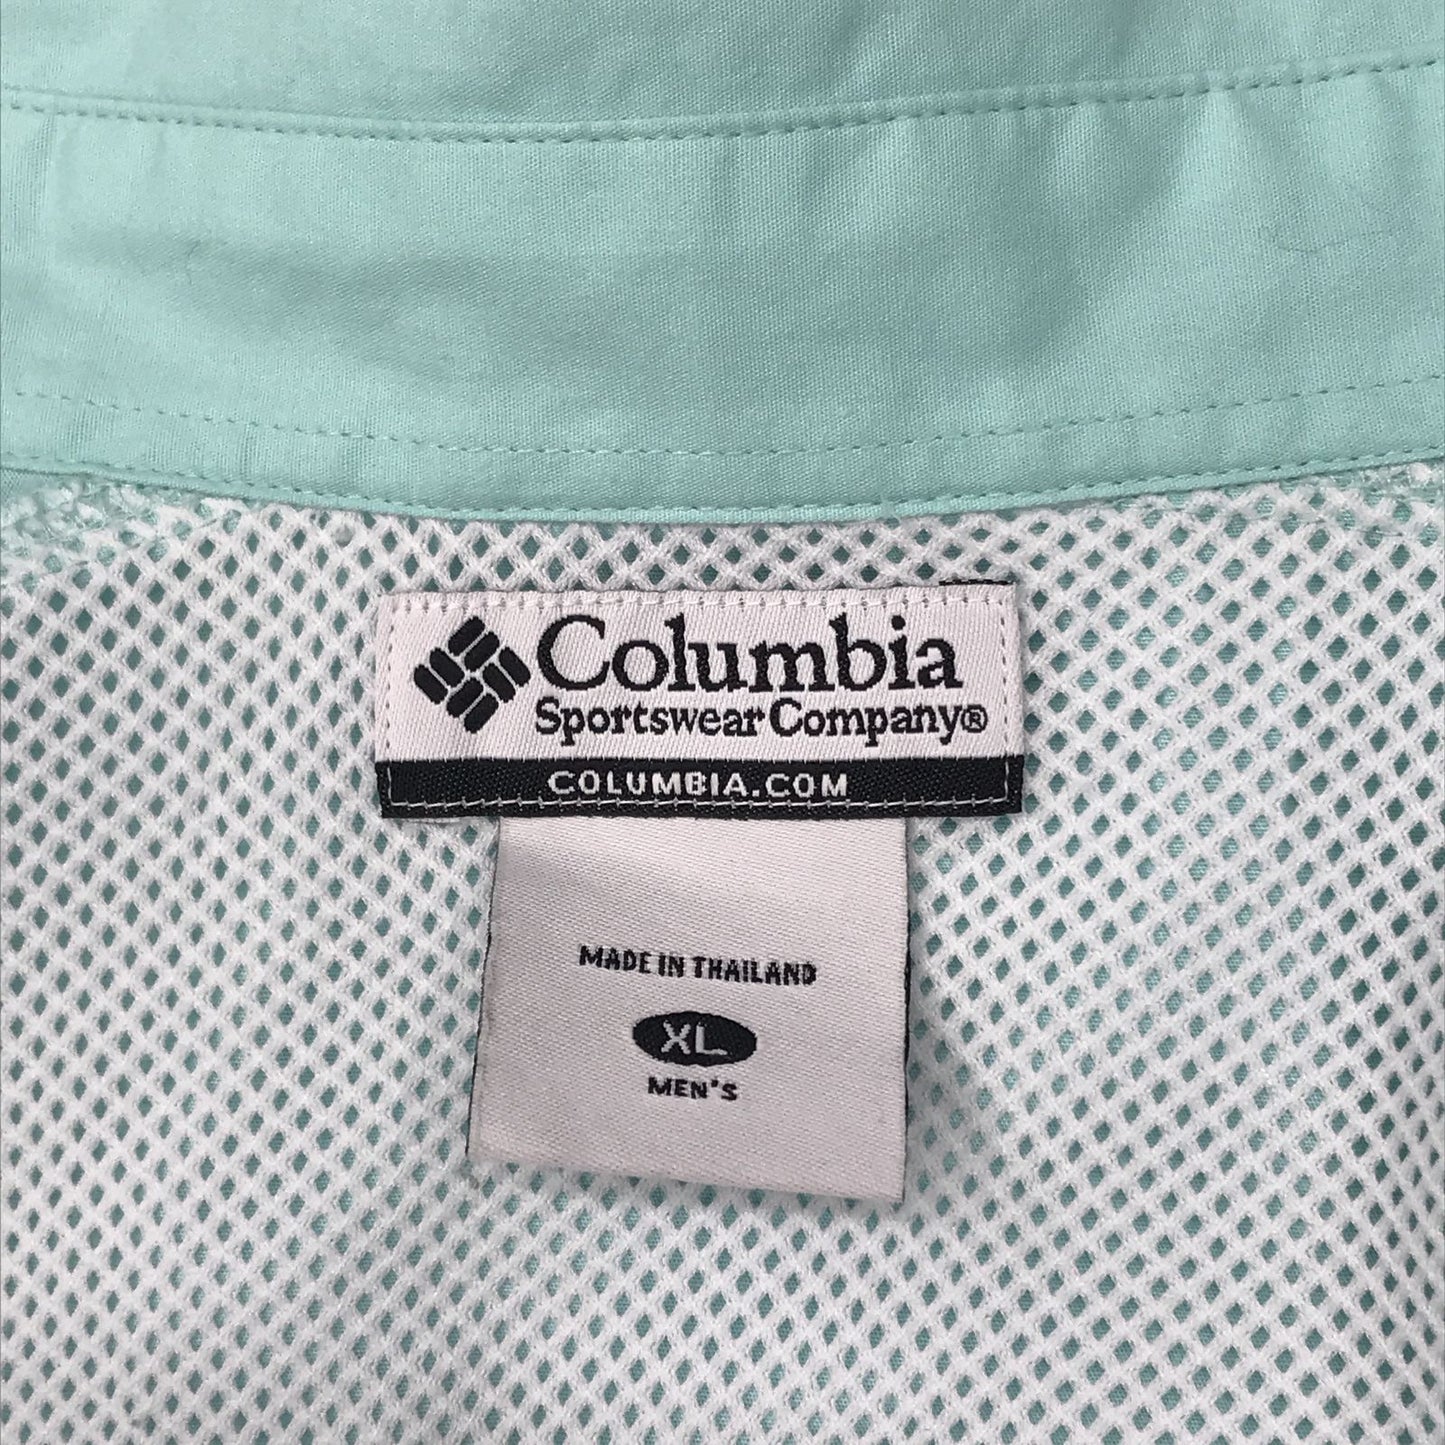 Columbia
Sportswear Company®
COLUMBIA.COM
MADE IN THAILAND
XL
MEN'S